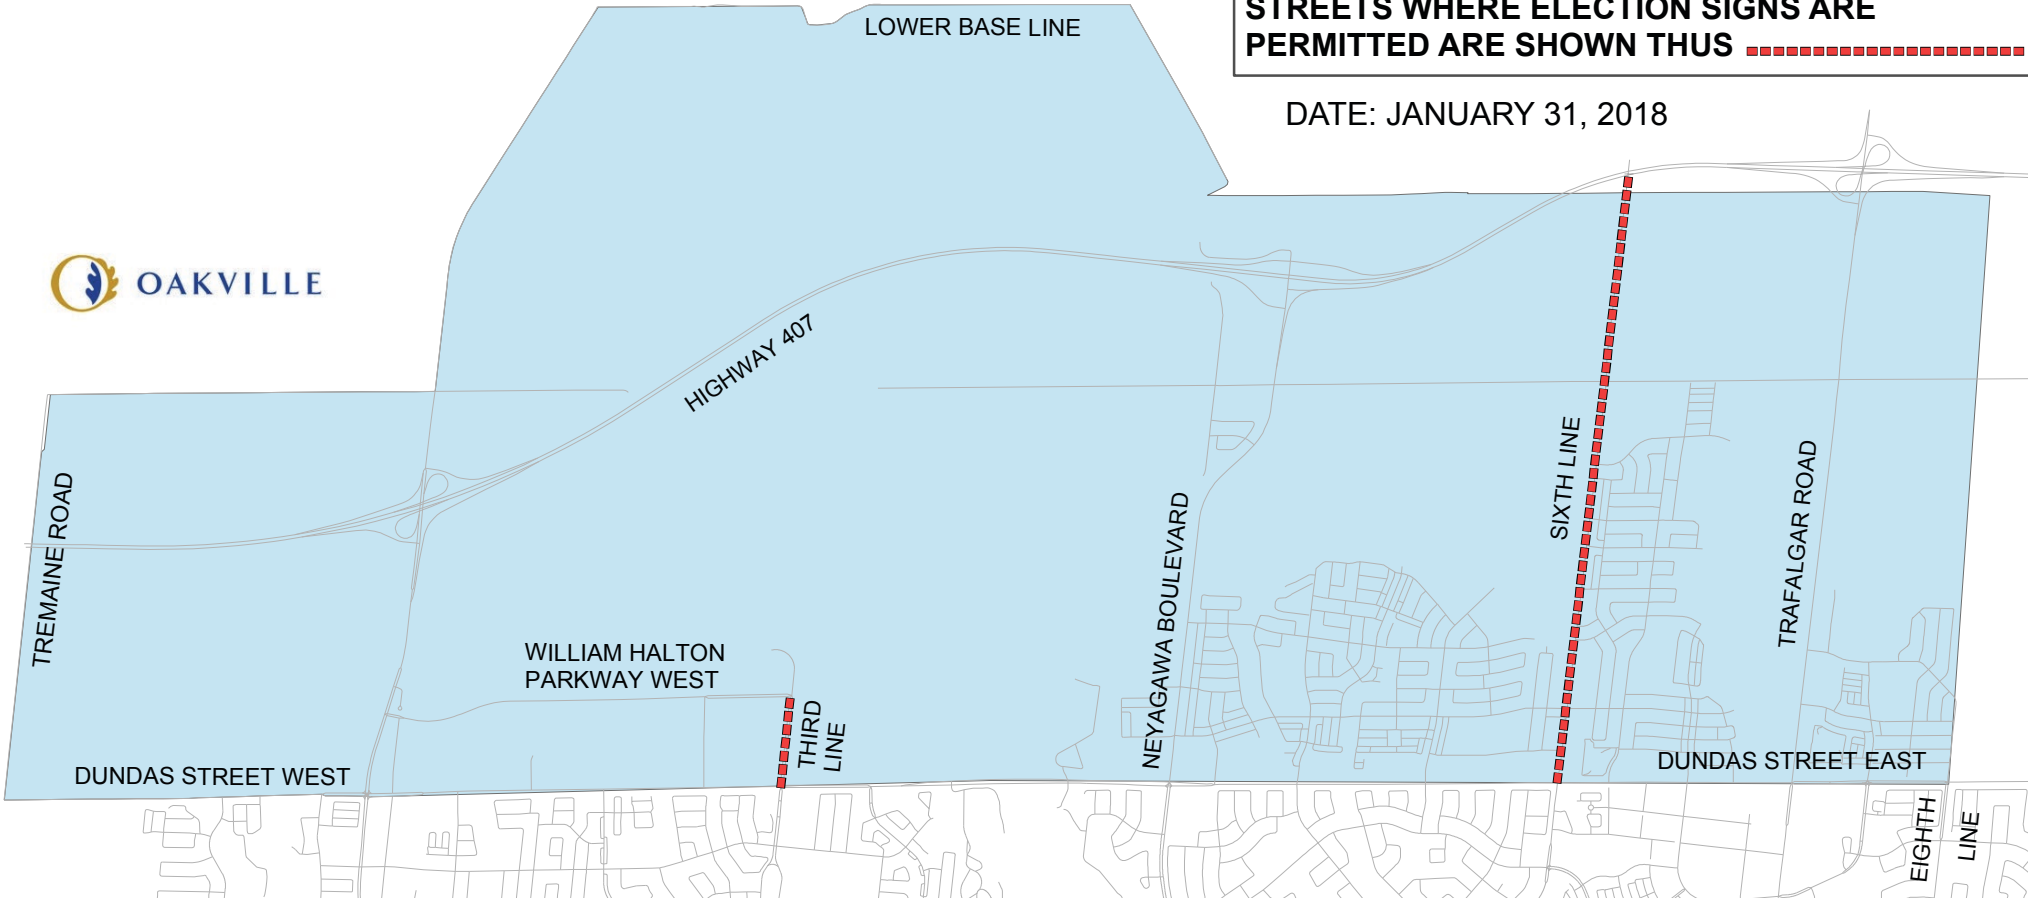 STREETS WHERE ELECTION SIGNS ARE
PERMITTED ARE SHOWN THUS
LOWER BASE LINE
DATE: JANUARY 31, 2018
OAKVILLE
HIGHWAY 407
TREMAINE ROAD
SIXTH LINE
TRAFALGAR ROAD
NEYAGAWA BOULEVARD
WILLIAM HALTON
PARKWAY WEST
THIRD
LINE
DUNDAS STREET WEST
DUNDAS STREET EAST
EIGHTH
LINE